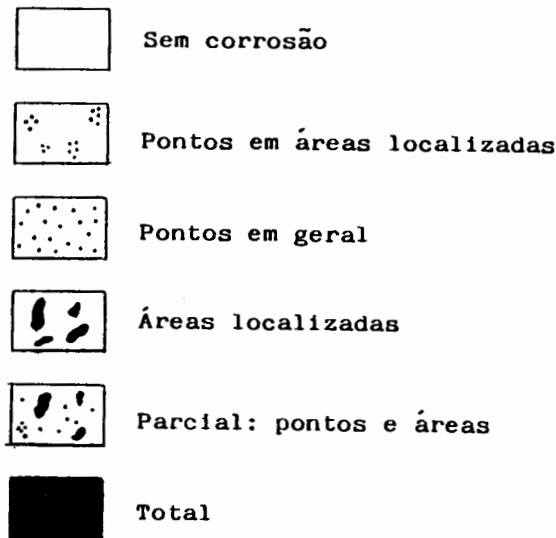 Sem corrosão
Pontos em áreas localizadas
Pontos em geral
Áreas localizadas
Parcial: pontos e áreas
Total